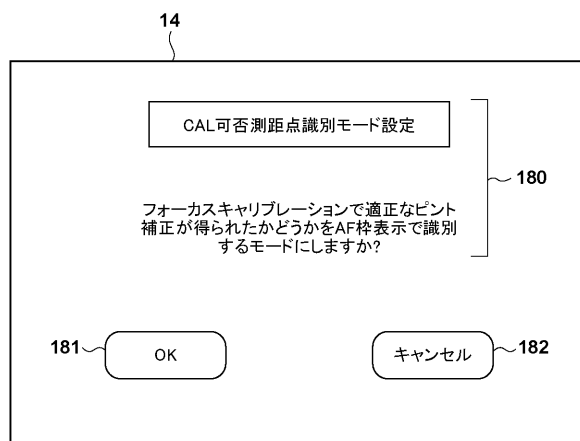 14
CAL可否測距点識別モード設定
180
フォーカスキャリブレーションで適正なピント
補正が得られたかどうかをAF枠表示で識別
するモードにしますか?
181
OK
キャンセル
182